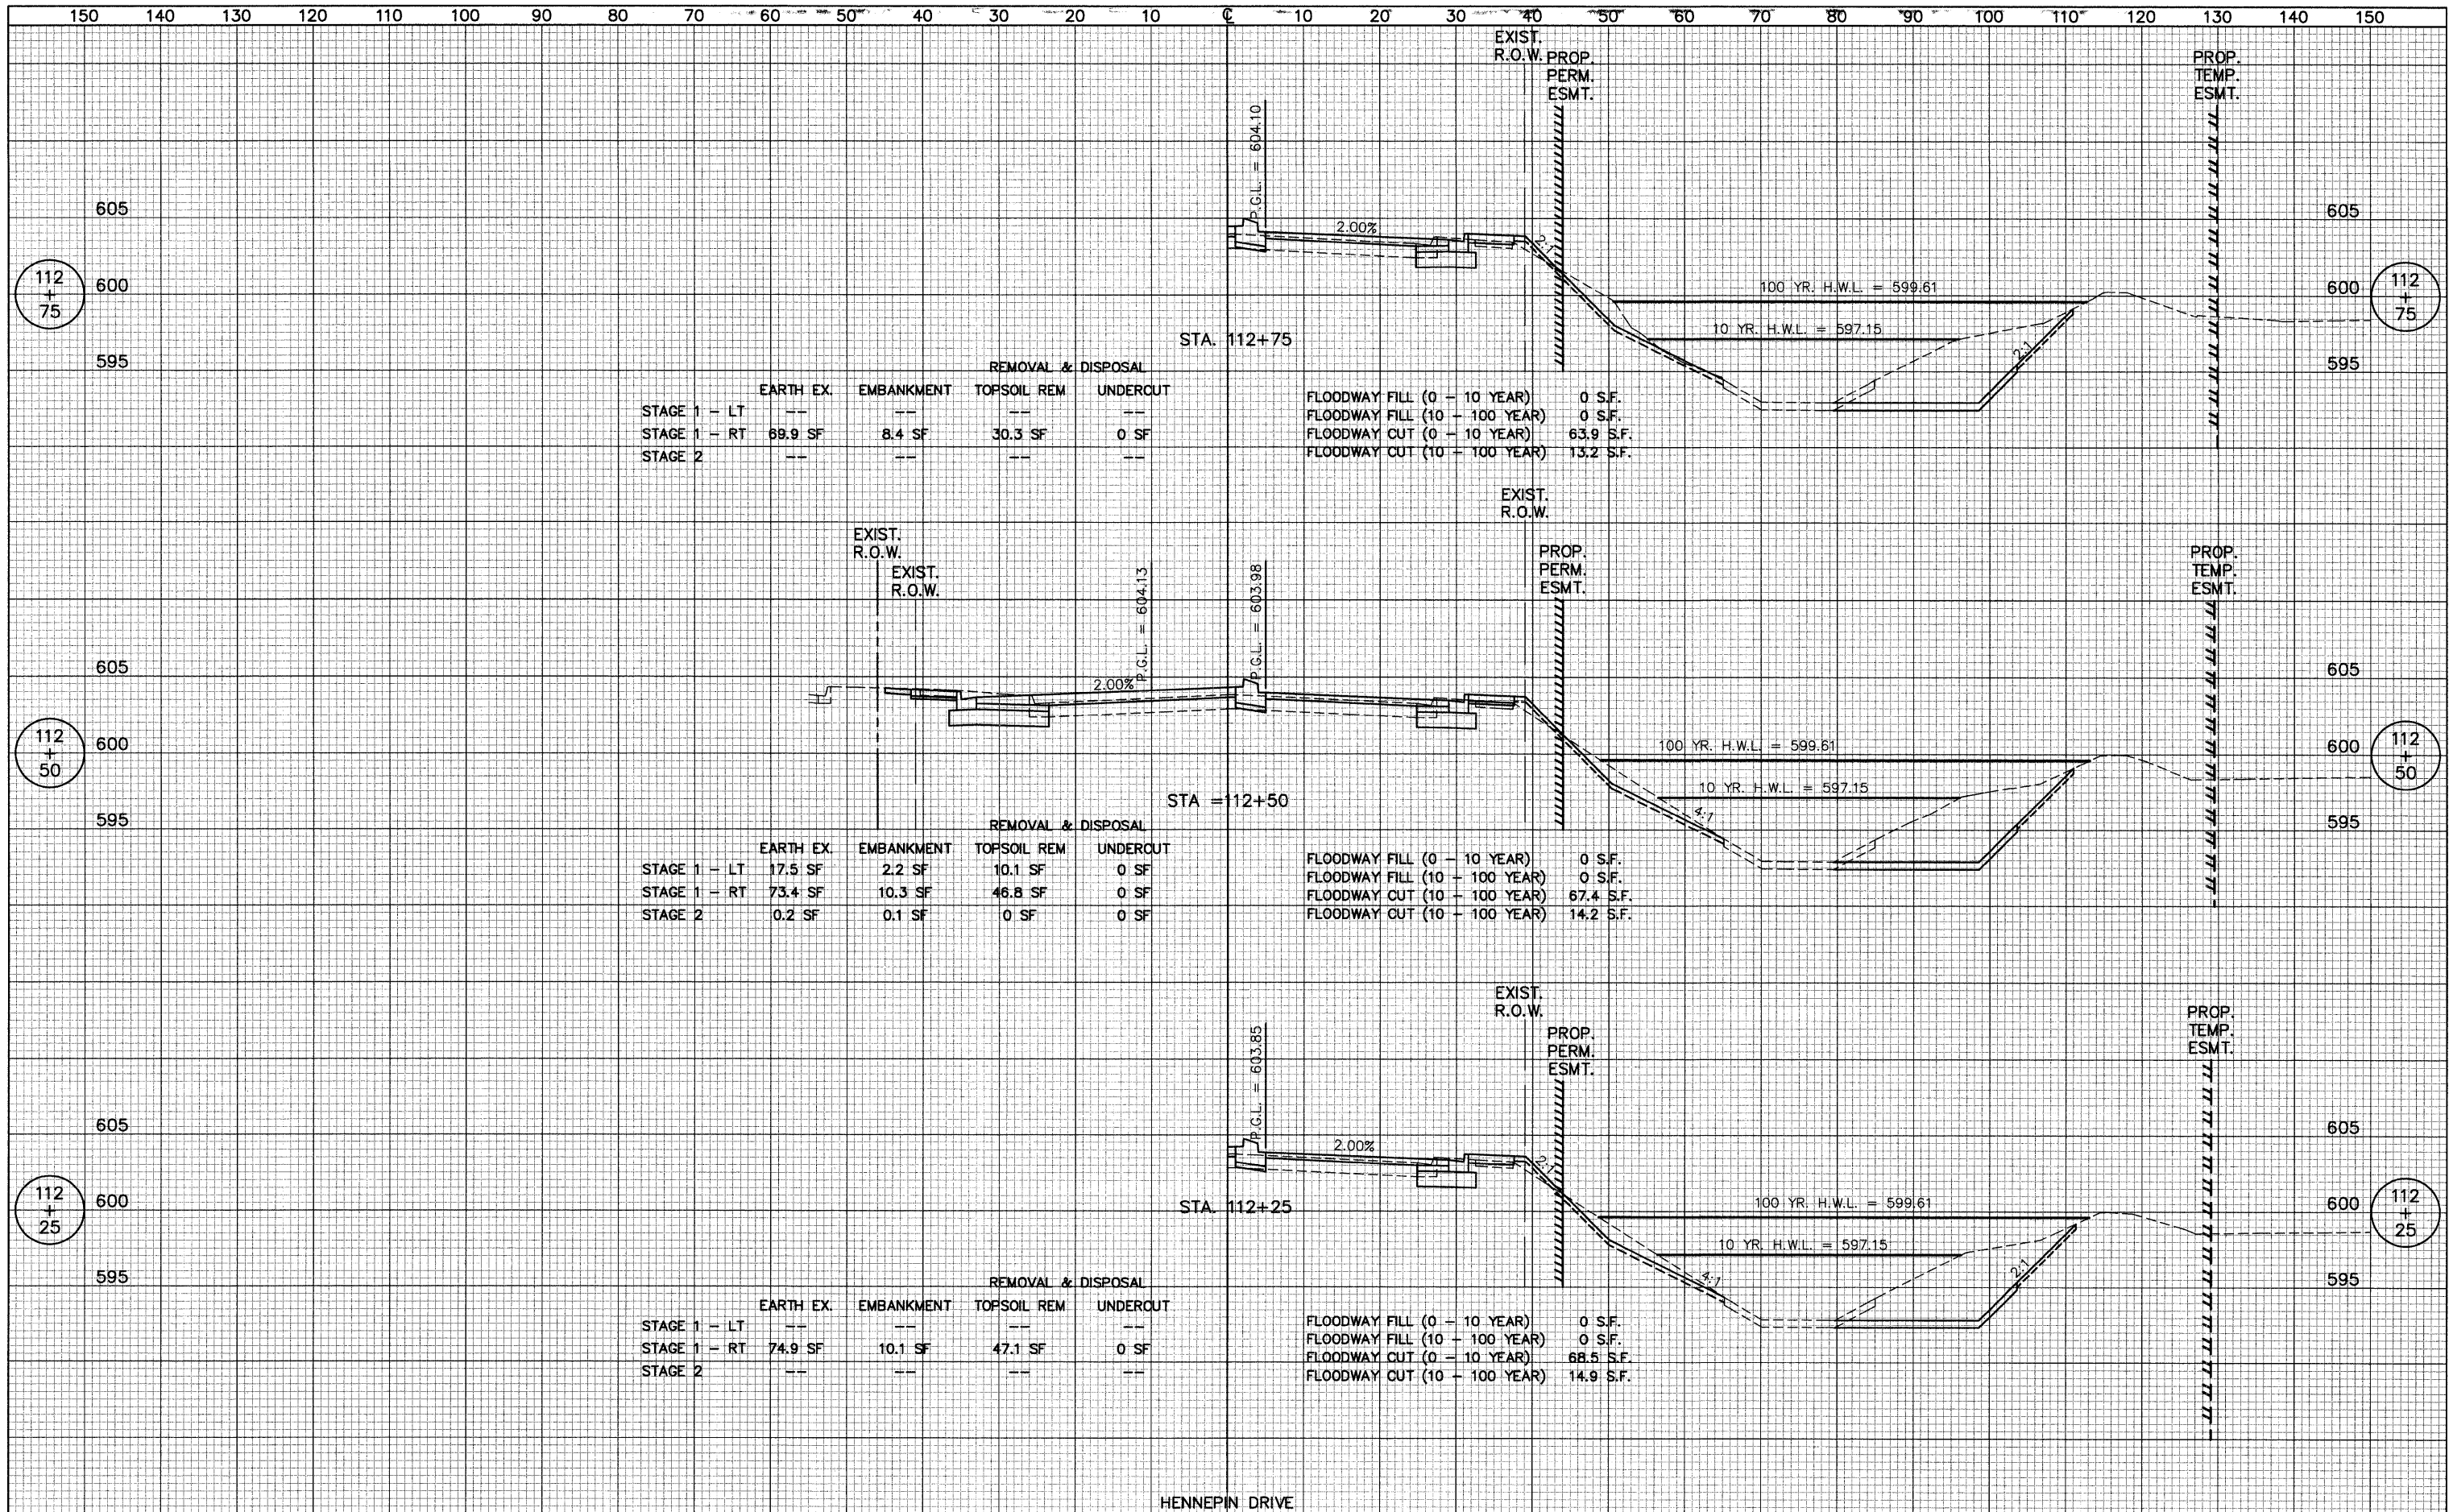 150 140 130 120 110 100 90 80 70 60 50 40 30 20 10 ℄ 10 20 30 40 50 60 70 80 90 100 110 120 130 140 150
EXIST.
R.O.W.
PROP.
PERM.
ESMT.
PROP.
TEMP.
ESMT.
P.G.L. = 604.10
605
2.00%
2:1
605
112
+
75
600
100 YR. H.W.L. = 599.61
600
112
+
75
10 YR. H.W.L. = 597.15
STA. 112+75
2:1
595
595
REMOVAL & DISPOSAL
EARTH EX. EMBANKMENT TOPSOIL REM UNDERCUT
STAGE 1 - LT -- -- -- --
STAGE 1 - RT 69.9 SF 8.4 SF 30.3 SF 0 SF
STAGE 2 -- -- -- --
FLOODWAY FILL (0 - 10 YEAR) 0 S.F.
FLOODWAY FILL (10 - 100 YEAR) 0 S.F.
FLOODWAY CUT (0 - 10 YEAR) 63.9 S.F.
FLOODWAY CUT (10 - 100 YEAR) 13.2 S.F.
EXIST.
R.O.W.
EXIST.
R.O.W.
EXIST.
R.O.W.
PROP.
PERM.
ESMT.
PROP.
TEMP.
ESMT.
P.G.L. = 604.13
P.G.L. = 603.98
605
2.00%
605
112
+
50
600
100 YR. H.W.L. = 599.61
600
112
+
50
10 YR. H.W.L. = 597.15
STA =112+50
4:1
595
595
REMOVAL & DISPOSAL
EARTH EX. EMBANKMENT TOPSOIL REM UNDERCUT
STAGE 1 - LT 17.5 SF 2.2 SF 10.1 SF 0 SF
STAGE 1 - RT 73.4 SF 10.3 SF 46.8 SF 0 SF
STAGE 2 0.2 SF 0.1 SF 0 SF 0 SF
FLOODWAY FILL (0 - 10 YEAR) 0 S.F.
FLOODWAY FILL (10 - 100 YEAR) 0 S.F.
FLOODWAY CUT (10 - 100 YEAR) 67.4 S.F.
FLOODWAY CUT (10 - 100 YEAR) 14.2 S.F.
EXIST.
R.O.W.
PROP.
PERM.
ESMT.
PROP.
TEMP.
ESMT.
P.G.L. = 603.85
605
2.00%
2:1
605
112
+
25
600
100 YR. H.W.L. = 599.61
600
112
+
25
STA. 112+25
10 YR. H.W.L. = 597.15
4:1
2:1
595
595
REMOVAL & DISPOSAL
EARTH EX. EMBANKMENT TOPSOIL REM UNDERCUT
STAGE 1 - LT -- -- -- --
STAGE 1 - RT 74.9 SF 10.1 SF 47.1 SF 0 SF
STAGE 2 -- -- -- --
FLOODWAY FILL (0 - 10 YEAR) 0 S.F.
FLOODWAY FILL (10 - 100 YEAR) 0 S.F.
FLOODWAY CUT (0 - 10 YEAR) 68.5 S.F.
FLOODWAY CUT (10 - 100 YEAR) 14.9 S.F.
HENNEPIN DRIVE